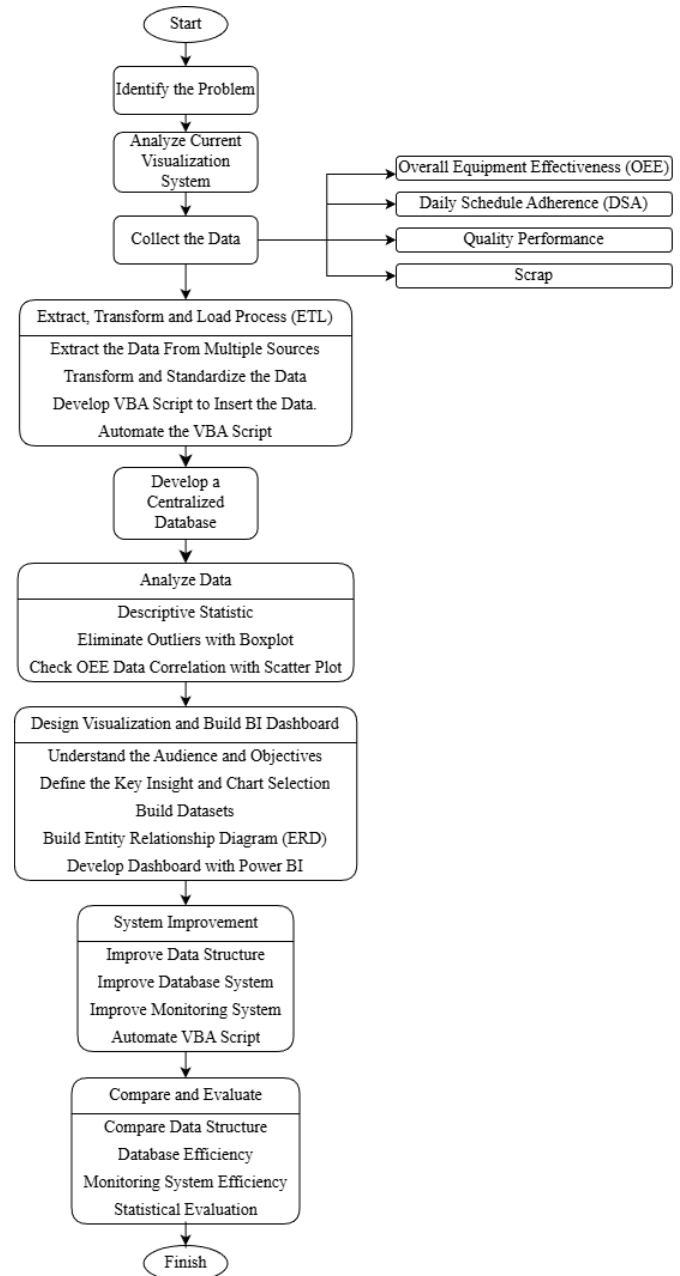 Start
Identify the Problem
Analyze Current
Visualization
System
Collect the Data
Overall Equipment Effectiveness (OEE)
Daily Schedule Adherence (DSA)
Quality Performance
Scrap
Extract, Transform and Load Process (ETL)
Extract the Data From Multiple Sources
Transform and Standardize the Data
Develop VBA Script to Insert the Data.
Automate the VBA Script
Develop a
Centralized
Database
Analyze Data
Descriptive Statistic
Eliminate Outliers with Boxplot
Check OEE Data Correlation with Scatter Plot
Design Visualization and Build BI Dashboard
Understand the Audience and Objectives
Define the Key Insight and Chart Selection
Build Datasets
Build Entity Relationship Diagram (ERD)
Develop Dashboard with Power BI
System Improvement
Improve Data Structure
Improve Database System
Improve Monitoring System
Automate VBA Script
Compare and Evaluate
Compare Data Structure
Database Efficiency
Monitoring System Efficiency
Statistical Evaluation
Finish